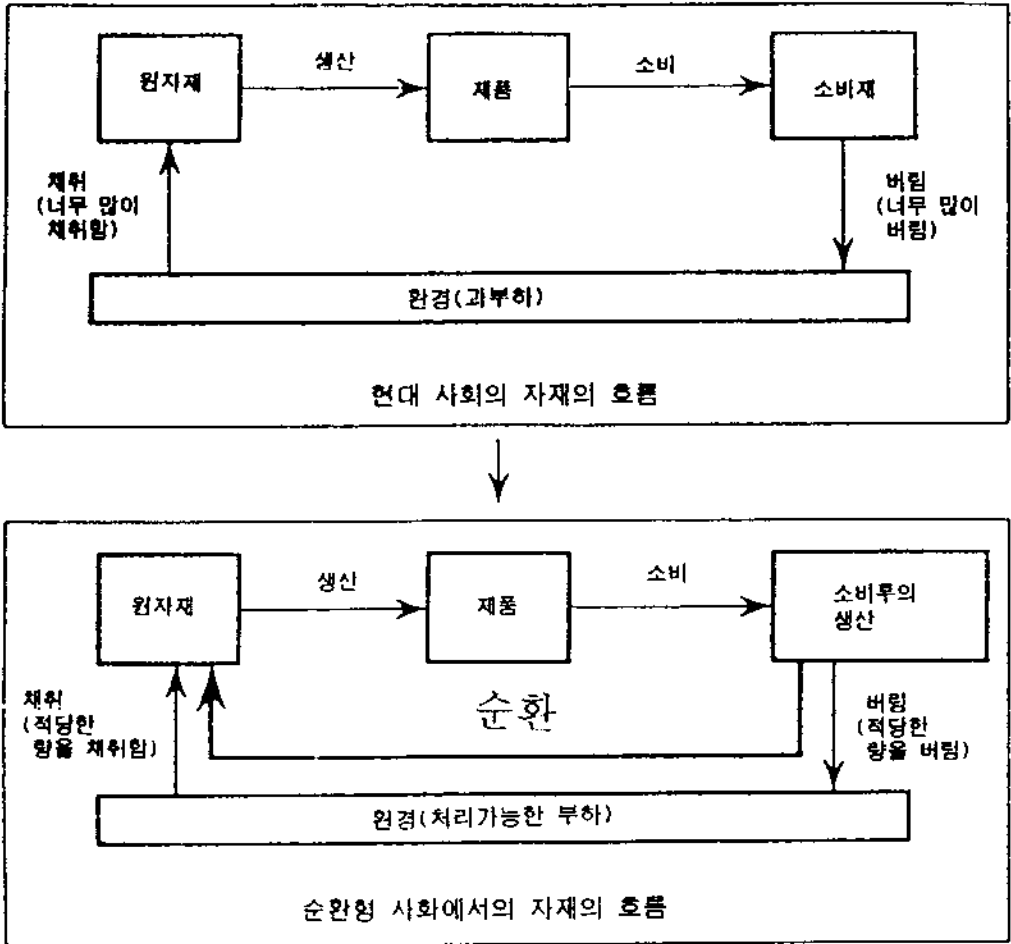 원자재
생산
제품
소비
소비재
채취
(너무 많이
채취함)
버림
(너무 많이
버림)
환경(과부하)
현대 사회의 자재의 흐름
원자재
생산
제품
소비
소비후의
생산
채취
(적당한
량을 채취함)
순환
버림
(적당한
량을 버림)
환경(처리가능한 부하)
순환형 사화에서의 자재의 흐름